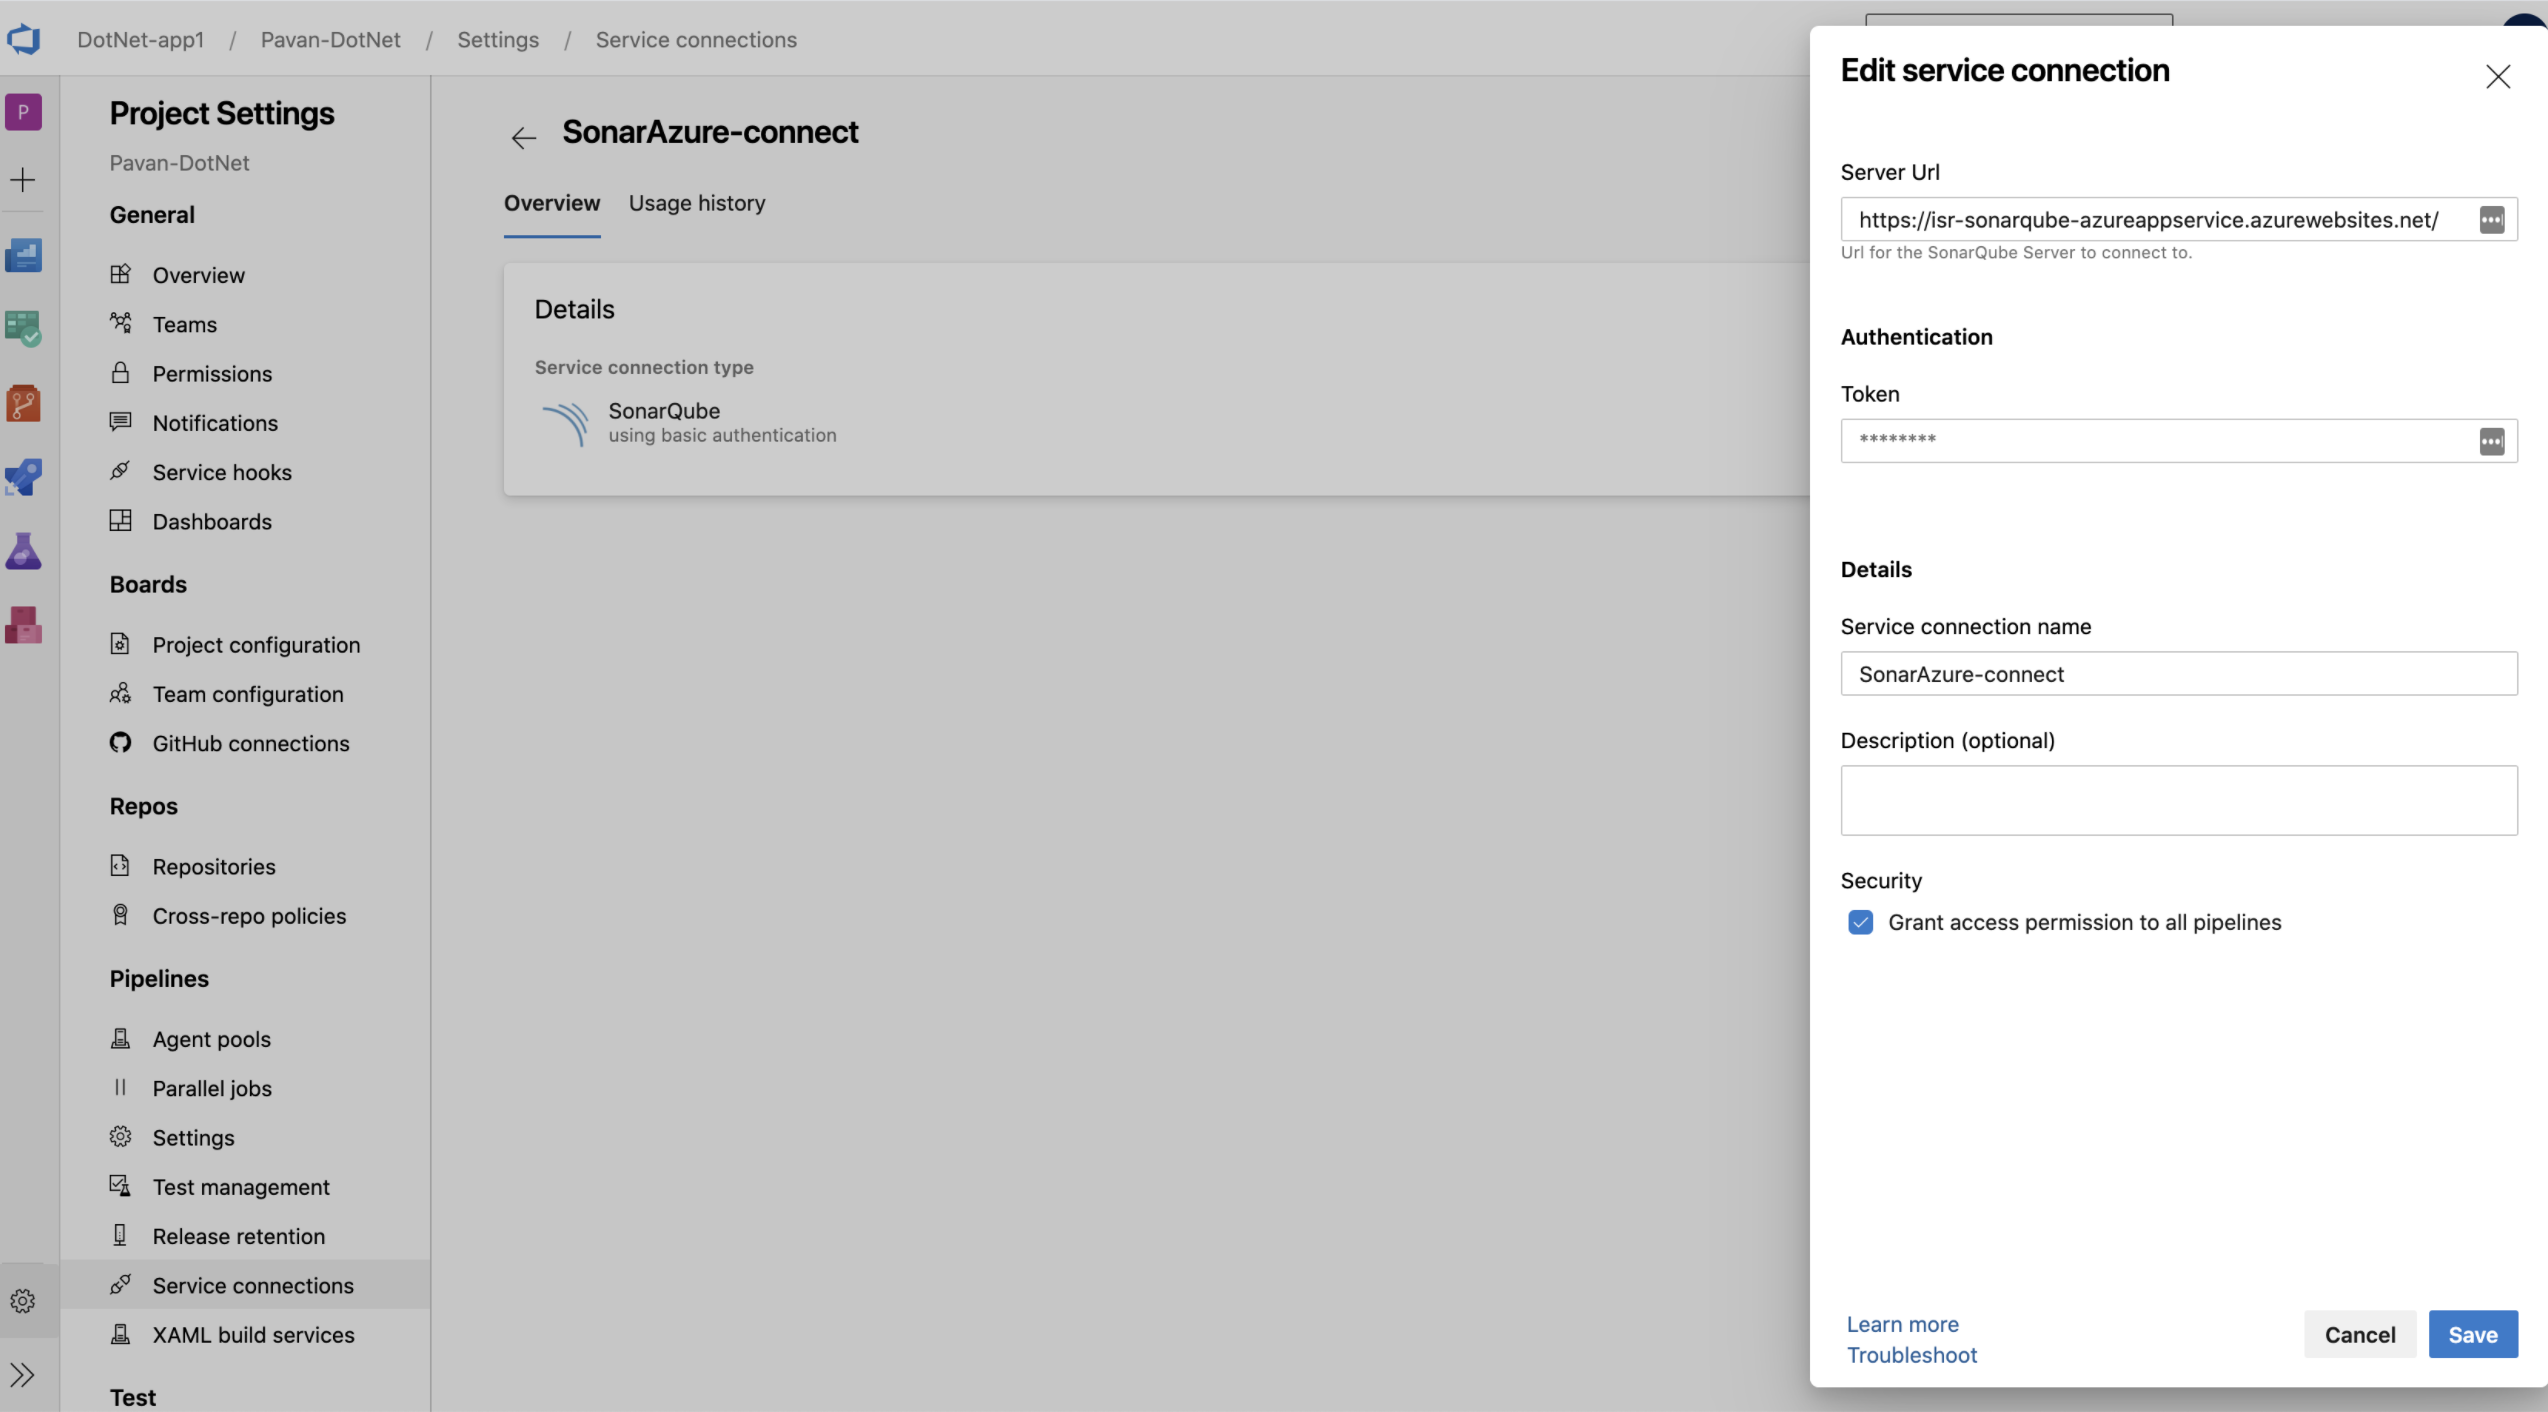 DotNet-app1 / Pavan-DotNet / Settings / Service connections
P
Project Settings
Pavan-DotNet
General
Overview
Teams
Permissions
Notifications
Service hooks
Dashboards
Boards
Project configuration
Team configuration
GitHub connections
Repos
Repositories
Cross-repo policies
Pipelines
Agent pools
Parallel jobs
Settings
Test management
Release retention
Service connections
XAML build services
Test
SonarAzure-connect
Overview Usage history
Details
Service connection type
SonarQube
using basic authentication
Edit service connection
Server Url
https://isr-sonarqube-azureappservice.azurewebsites.net/
Url for the SonarQube Server to connect to.
Authentication
Token
********
Details
Service connection name
SonarAzure-connect
Description (optional)
Security
Grant access permission to all pipelines
Learn more
Troubleshoot
Cancel Save